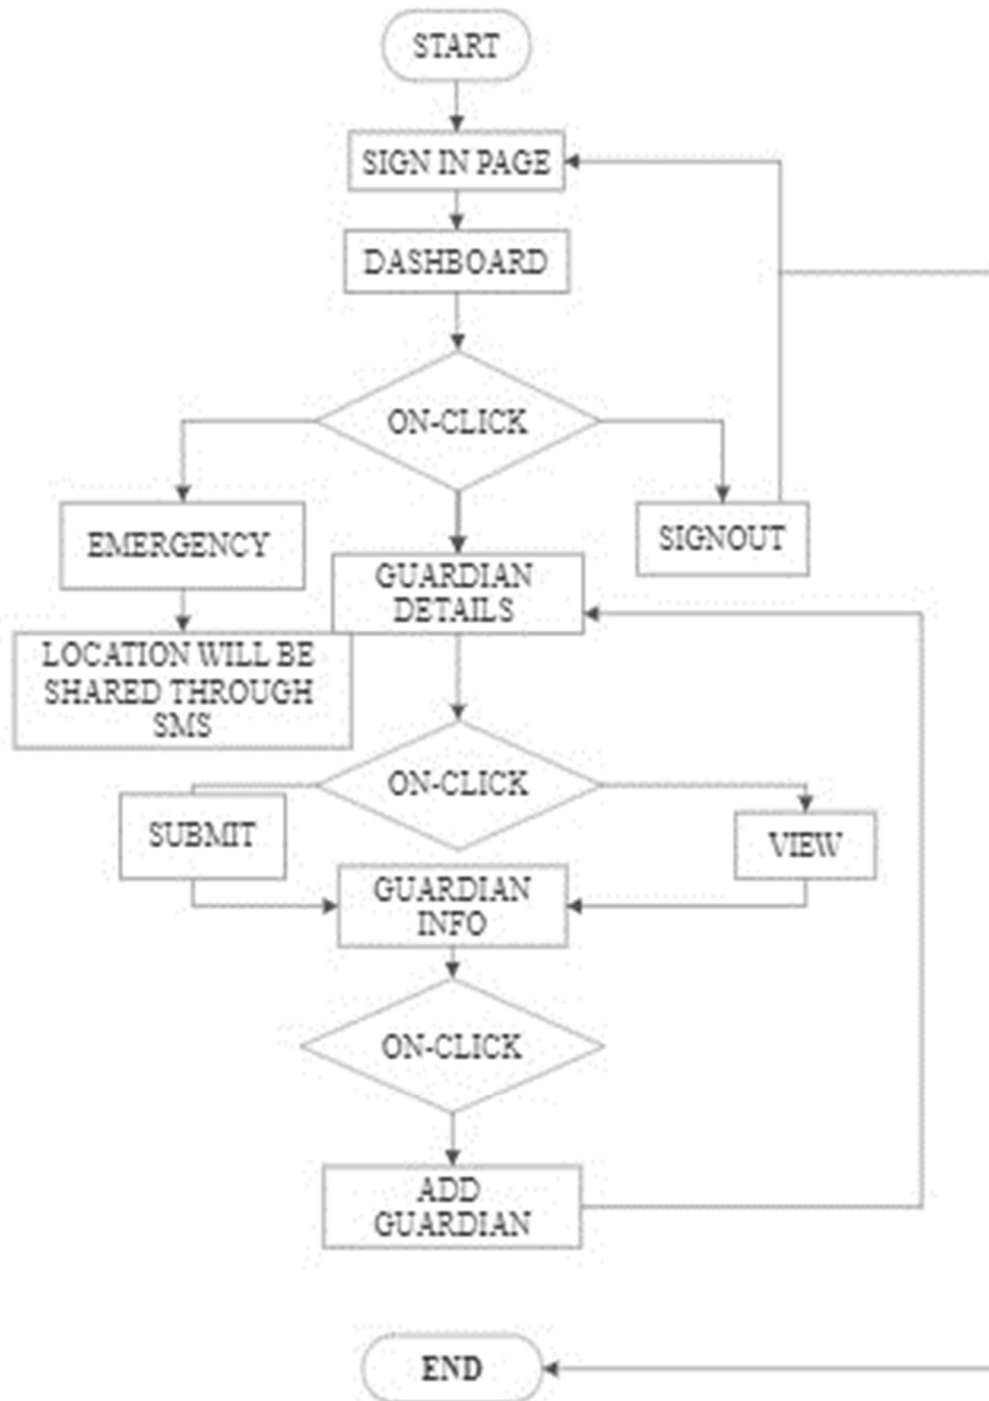 START
SIGN IN PAGE
DASHBOARD
ON-CLICK
EMERGENCY
SIGNOUT
GUARDIAN
DETAILS
LOCATION WILL BE
SHARED THROUGH
SMS
ON-CLICK
SUBMIT
VIEW
GUARDIAN
INFO
ON-CLICK
ADD
GUARDIAN
END